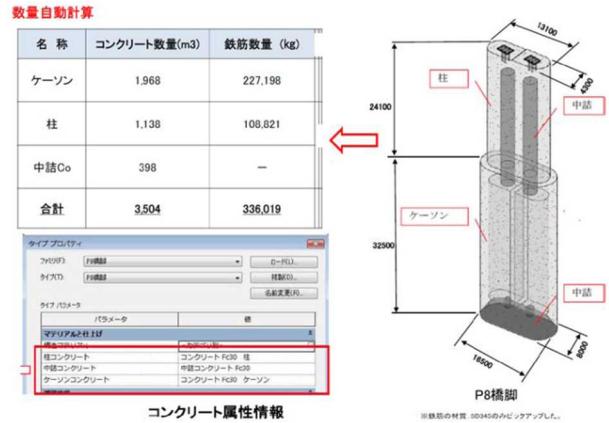 数量自動計算
名 称 コンクリート数量(m3) 鉄筋数量 (kg)
ケーソン 1,968 227,198
柱 1,138 108,821
中詰Co 398 －
合計 3,504 336,019
タイプ プロパティ
ファミリ(F): P8橋脚 ロード(L)...
タイプ(T): P8橋脚 複製(D)...
名前変更(R)...
タイプ パラメータ
パラメータ 値
マテリアルと仕上げ
柱コンクリート コンクリート Fc30 柱
中詰コンクリート 中詰コンクリート Fc30
ケーソンコンクリート コンクリート Fc30 ケーソン
コンクリート属性情報
13100
4300
柱
24100
中詰
ケーソン
32500
中詰
18500
8000
P8橋脚
※鉄筋の材質、SD345のみピックアップした。